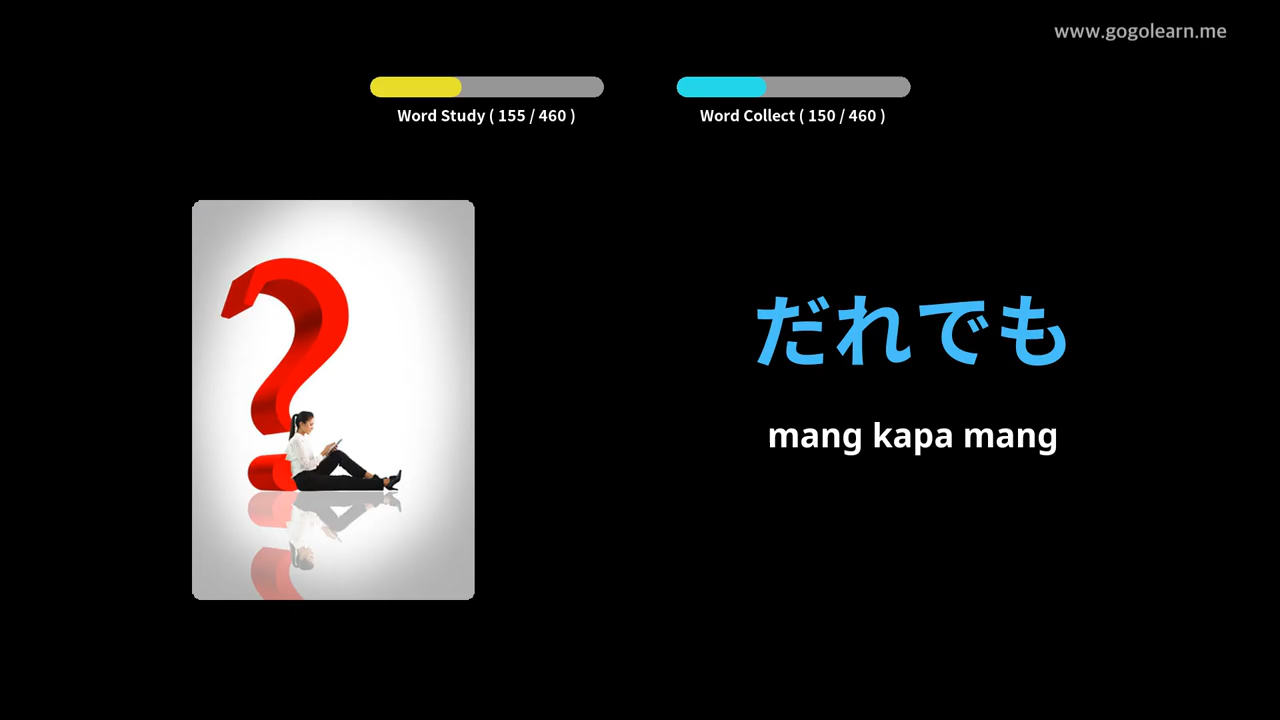 www.gogolearn.me
Word Study ( 155 / 460 )
Word Collect ( 150 / 460 )
だれでも
mang kapa mang